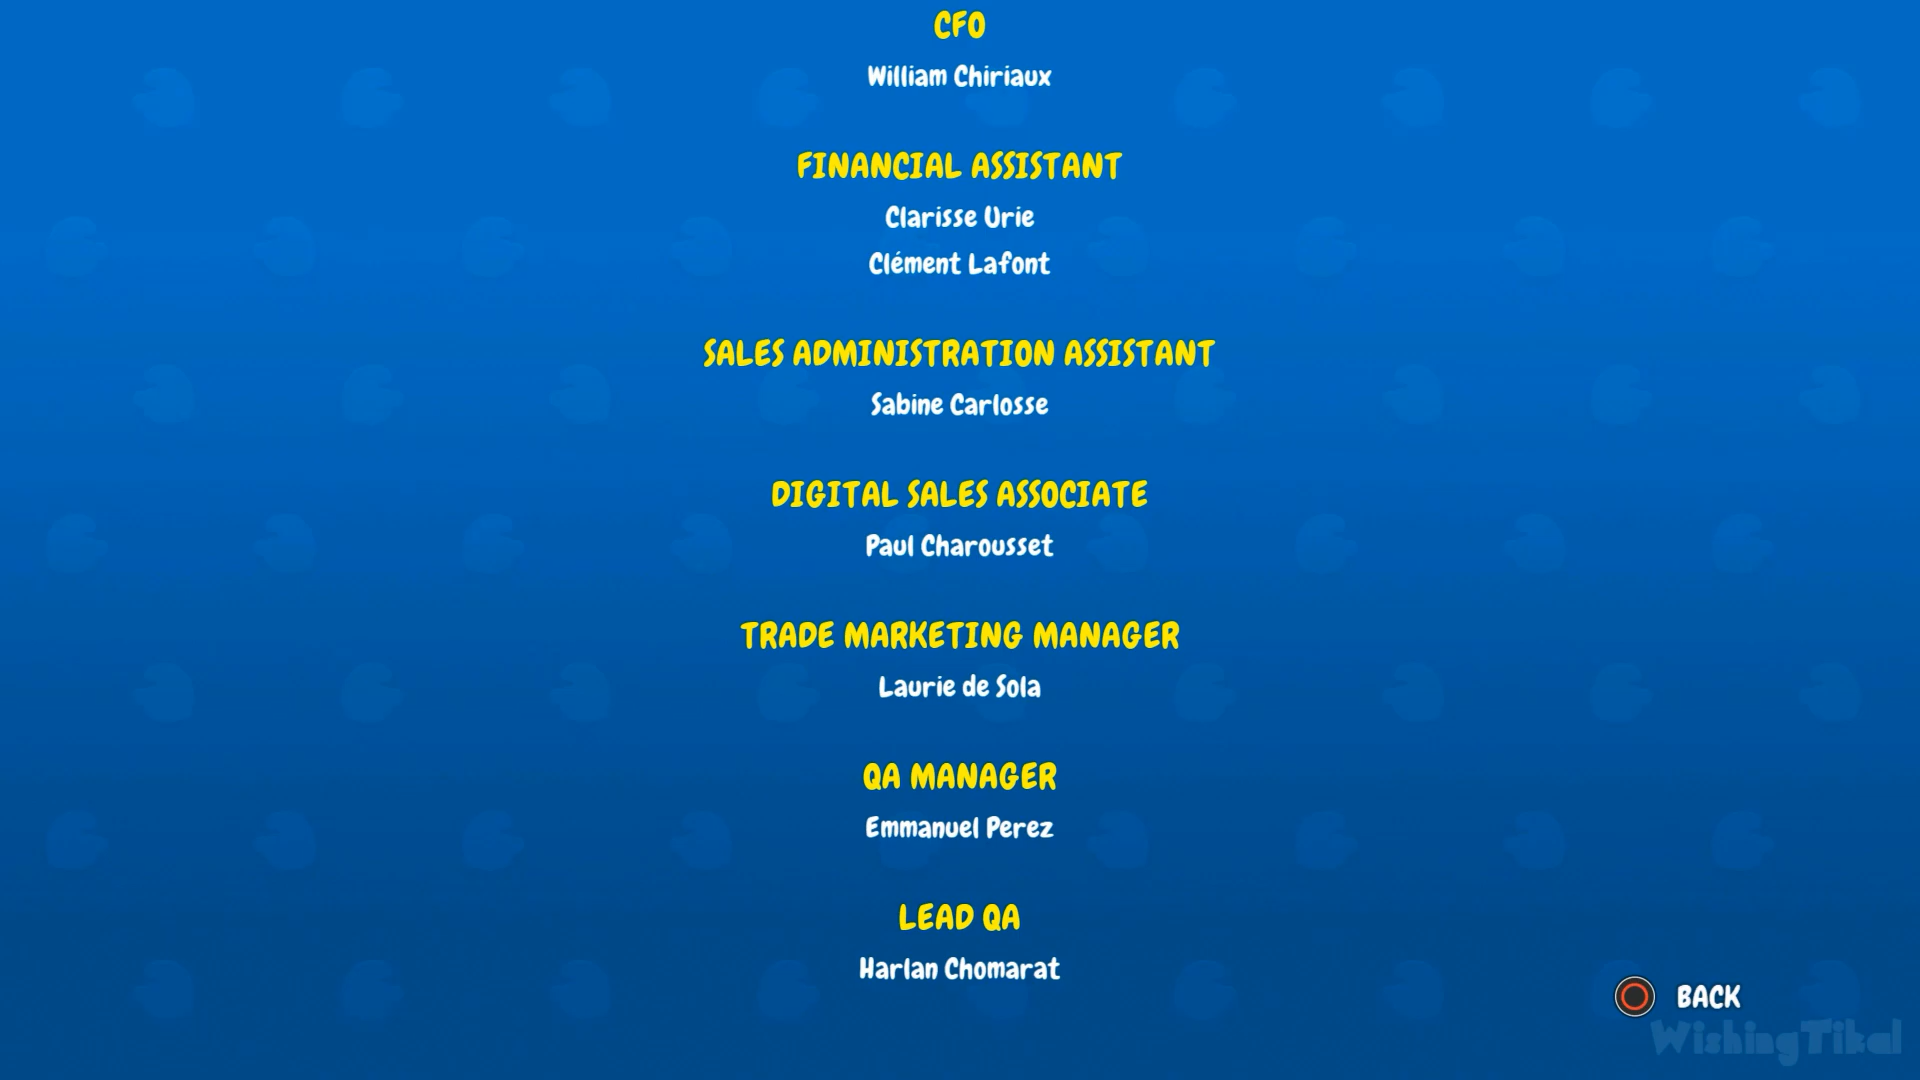 CFO
William Chiriaux
FINANCIAL ASSISTANT
Clarisse Urie
Clément Lafont
SALES ADMINISTRATION ASSISTANT
Sabine Carlosse
DIGITAL SALES ASSOCIATE
Paul Charousset
TRADE MARKETING MANAGER
Laurie de Sola
QA MANAGER
Emmanuel Perez
LEAD QA
Harlan Chomarat
BACK
WishingTikal